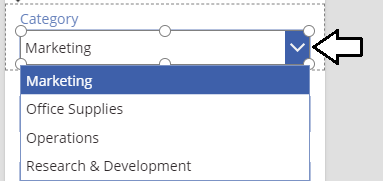 Category
Marketing
Marketing
Office Supplies
Operations
Research & Development